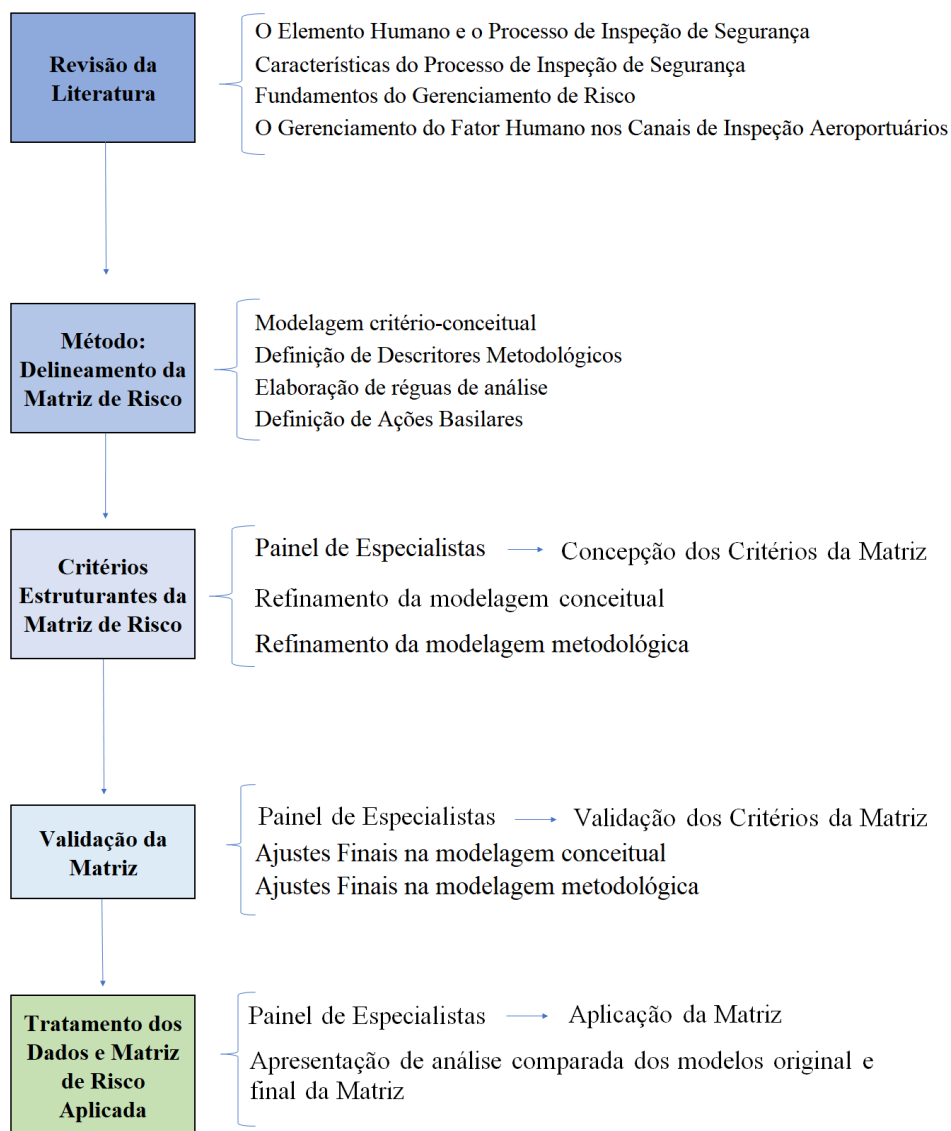 Revisão da
Literatura
O Elemento Humano e o Processo de Inspeção de Segurança
Características do Processo de Inspeção de Segurança
Fundamentos do Gerenciamento de Risco
O Gerenciamento do Fator Humano nos Canais de Inspeção Aeroportuários
Método:
Delineamento da
Matriz de Risco
Modelagem critério-conceitual
Definição de Descritores Metodológicos
Elaboração de réguas de análise
Definição de Ações Basilares
Critérios
Estruturantes da
Matriz de Risco
Painel de Especialistas Concepção dos Critérios da Matriz
Refinamento da modelagem conceitual
Refinamento da modelagem metodológica
Validação da
Matriz
Painel de Especialistas Validação dos Critérios da Matriz
Ajustes Finais na modelagem conceitual
Ajustes Finais na modelagem metodológica
Tratamento dos
Dados e Matriz
de Risco
Aplicada
Painel de Especialistas Aplicação da Matriz
Apresentação de análise comparada dos modelos original e
final da Matriz